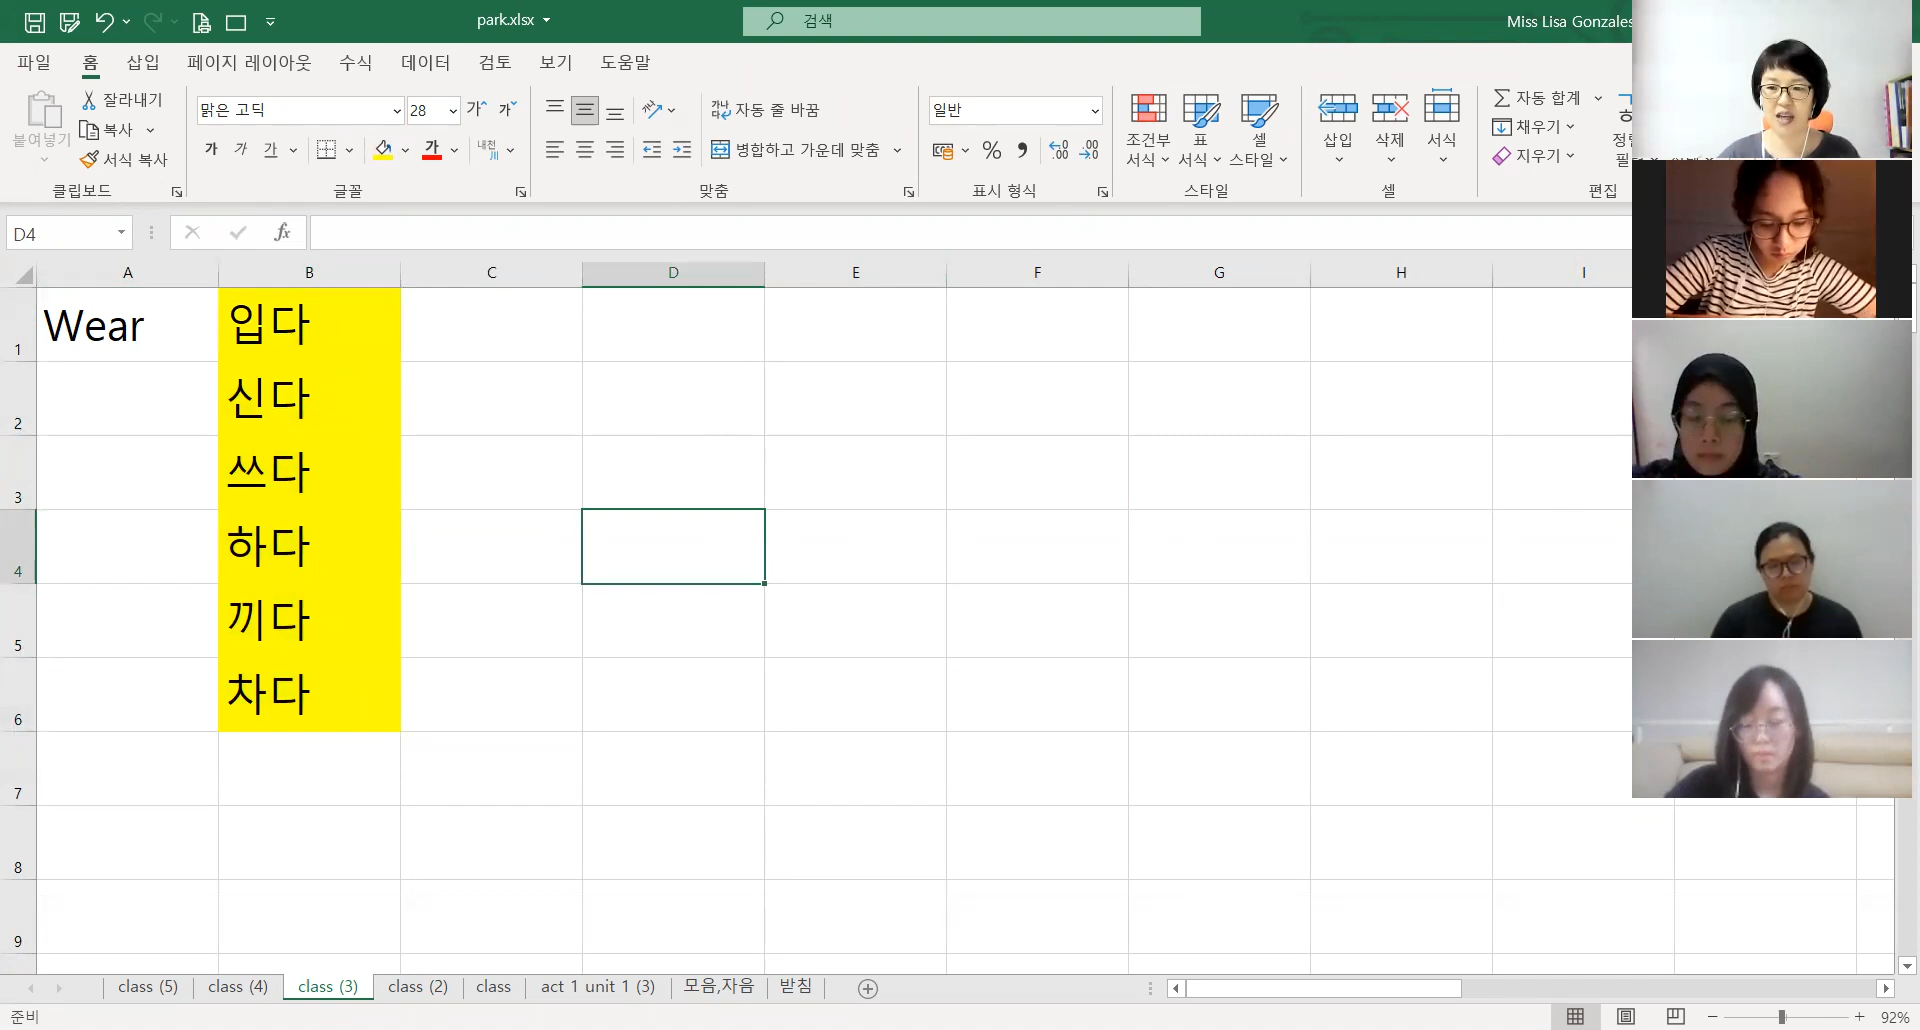 park.xlsx
검색
Miss Lisa Gonzales
파일 홈 삽입 페이지 레이아웃 수식 데이터 검토 보기 도움말
붙여넣기
잘라내기
복사
서식 복사
클립보드
맑은 고딕 28 가 가
가 가 가 가 내천
글꼴
자동 줄 바꿈
병합하고 가운데 맞춤
맞춤
일반
% , .00 .00
표시 형식
조건부 서식
표 서식
셀 스타일
스타일
삽입 삭제 서식
셀
자동 합계
채우기
지우기
편집
D4 fx
A B C D E F G H I
1 Wear 입다
2 신다
3 쓰다
4 하다
5 끼다
6 차다
7
8
9
class (5) class (4) class (3) class (2) class act 1 unit 1 (3) 모음,자음 받침
준비 92%